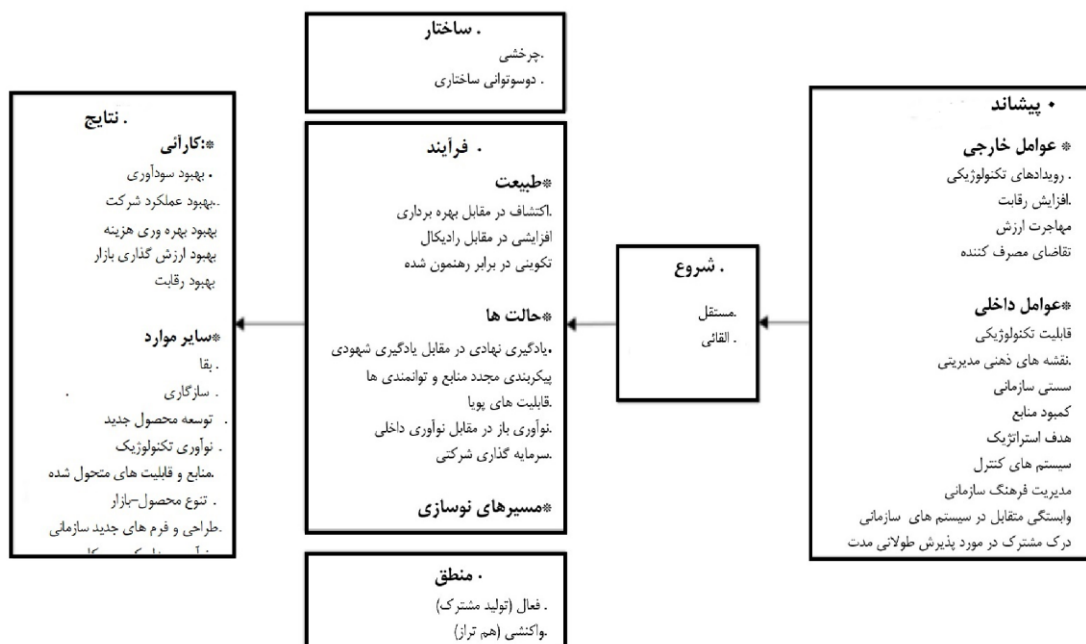 . ساختار
.چرخشی
. دوسوتوانی ساختاری
• پیشاند
* عوامل خارجی
. رویدادهای تکنولوژیکی
.افزایش رقابت
مهاجرت ارزش
تقاضای مصرف کننده
*عوامل داخلی
قابلیت تکنولوژیکی
.نقشه های ذهنی مدیریتی
سستی سازمانی
کمبود منابع
هدف استراتژیک
سیستم های کنترل
مدیریت فرهنگ سازمانی
وابستگی متقابل در سیستم های سازمانی
درک مشترک در مورد پذیرش طولانی مدت
. شروع
.مستقل
. القائی
. فرآیند
*طبیعت
.اکتشاف در مقابل بهره برداری
افزایشی در مقابل رادیکال
تکوینی در برابر رهنمون شده
*حالت ها
.یادگیری نهادی در مقابل یادگیری شهودی
پیکربندی مجدد منابع و توانمندی ها
.قابلیت های پویا
.نوآوری باز در مقابل نوآوری داخلی
.سرمایه گذاری شرکتی
*مسیرهای نوسازی
• منطق
. فعال (تولید مشترک)
.واکنشی (هم تراز)
. نتایج
*:کارآئی
. بهبود سودآوری
..بهبود عملکرد شرکت
بهبود بهره وری هزینه
بهبود ارزش گذاری بازار
بهبود رقابت
*سایر موارد
. بقا
. سازگاری .
. توسعه محصول جدید
. نوآوری تکنولوژیک
.منابع و قابلیت های متحول شده
. تنوع محصول-بازار
.طراحی و فرم های جدید سازمانی